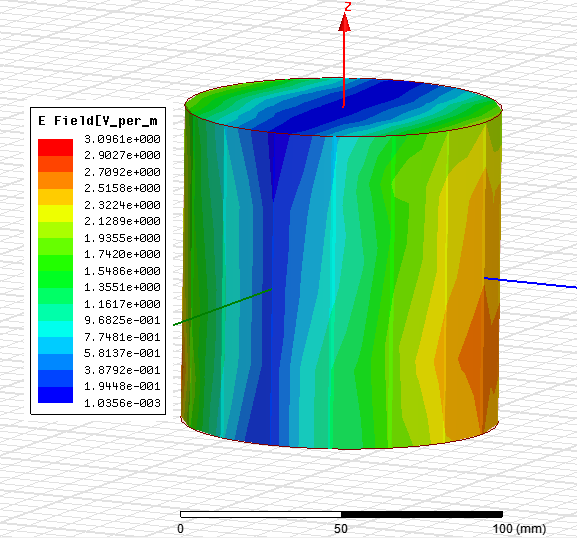 Z
E Field[V_per_m
3.0961e+000
2.9027e+000
2.7092e+000
2.5158e+000
2.3224e+000
2.1289e+000
1.9355e+000
1.7420e+000
1.5486e+000
1.3551e+000
1.1617e+000
9.6825e-001
7.7481e-001
5.8137e-001
3.8792e-001
1.9448e-001
1.0356e-003
0 50 100 (mm)